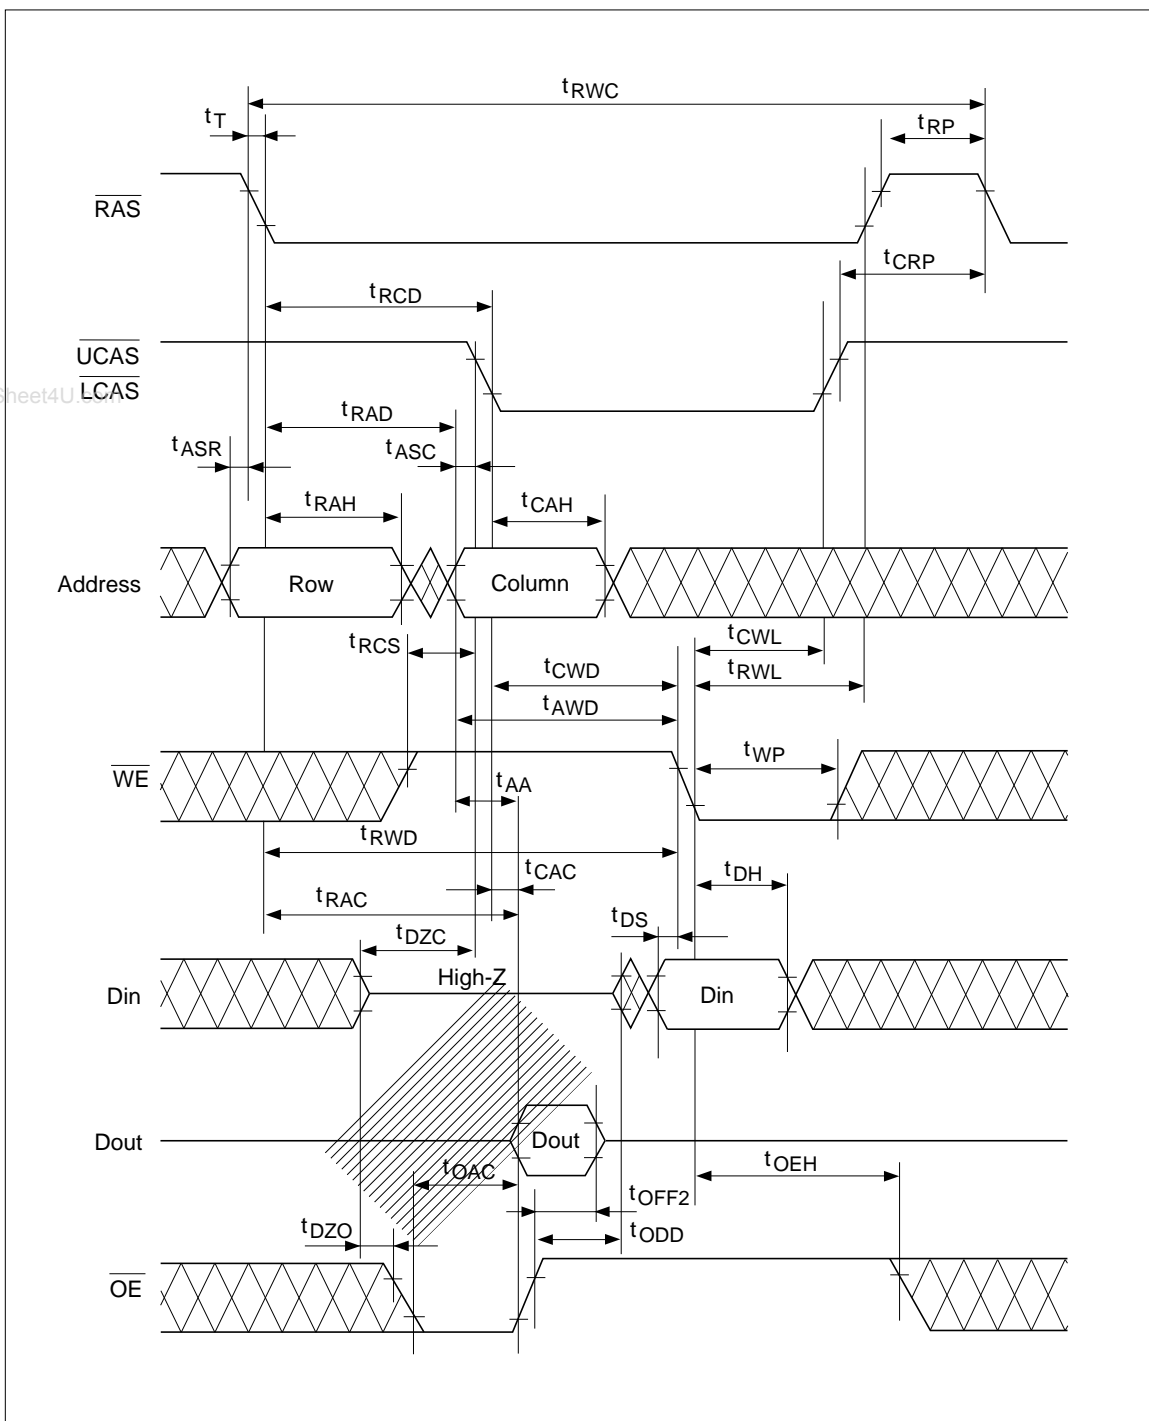 tRWC
tT
tRP
RAS
tCRP
tRCD
UCAS
LCAS
sheet4U.com
tRAD
tASR
tASC
tRAH
tCAH
Address
Row
Column
tRCS
tCWL
tCWD
tRWL
tAWD
WE
tWP
tAA
tRWD
tCAC
tDH
tRAC
tDS
tDZC
High-Z
Din
Din
Dout
Dout
tOAC
tOEH
tOFF2
tDZO
tODD
OE